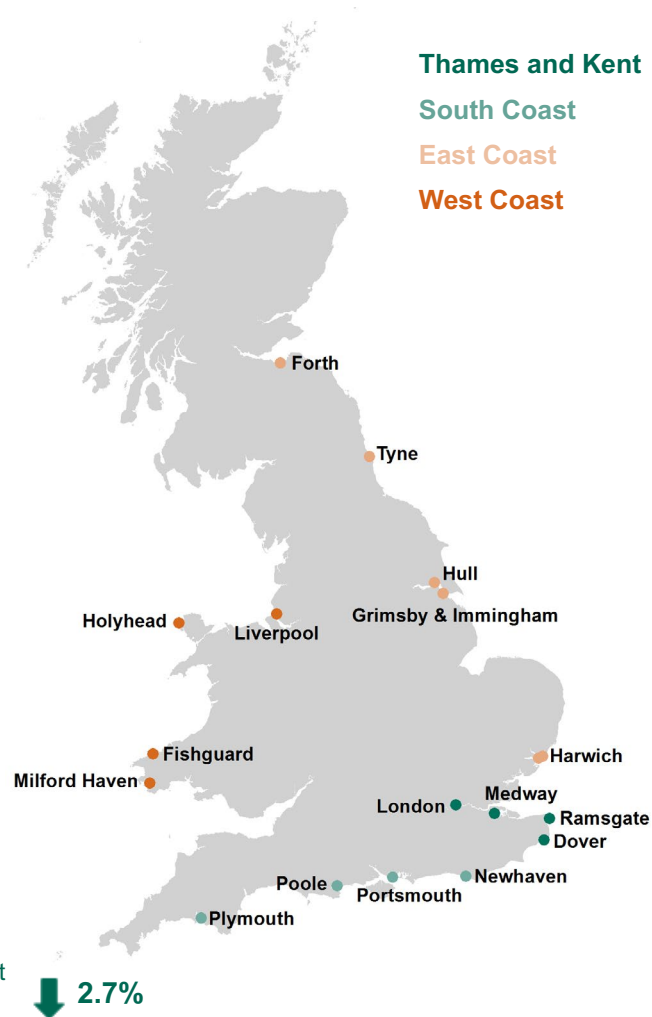 Thames and Kent
South Coast
East Coast
West Coast
Forth
Tyne
Hull
Grimsby & Immingham
Holyhead
Liverpool
Fishguard
Milford Haven
Harwich
Medway
London
Ramsgate
Dover
Newhaven
Poole
Portsmouth
Plymouth
2.7%